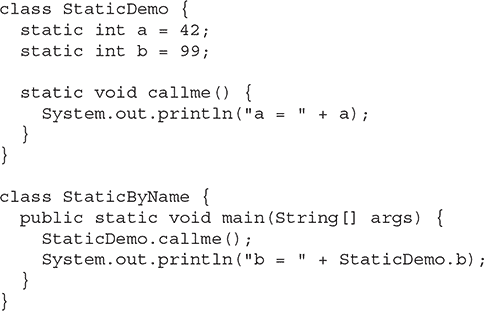 class StaticDemo {
  static int a = 42;
  static int b = 99;

  static void callme() {
    System.out.println("a = " + a);
  }
}

class StaticByName {
  public static void main(String[] args) {
    StaticDemo.callme();
    System.out.println("b = " + StaticDemo.b);
  }
}